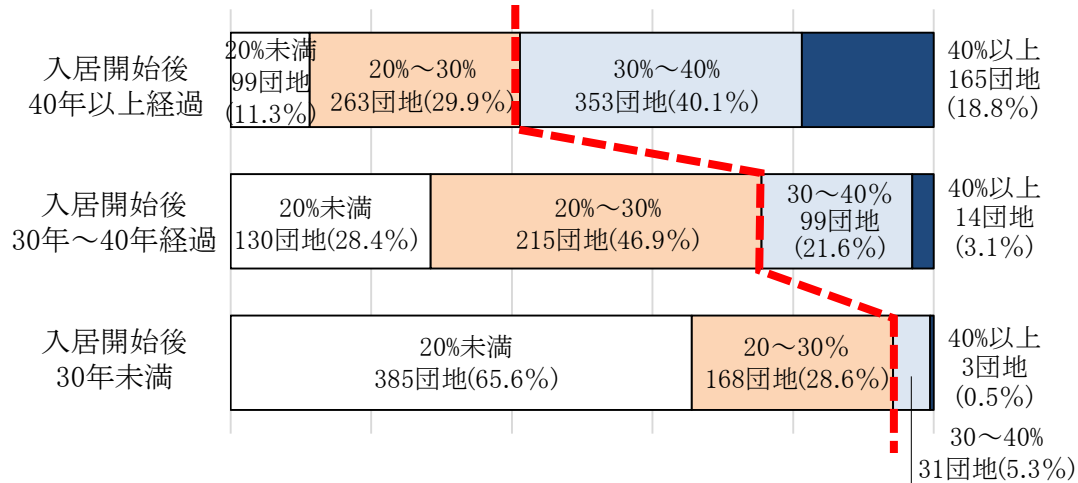 入居開始後
40年以上経過
20%未満
99団地
(11.3%)
20%～30%
263団地(29.9%)
30%～40%
353団地(40.1%)
40%以上
165団地
(18.8%)
入居開始後
30年～40年経過
20%未満
130団地(28.4%)
20%～30%
215団地(46.9%)
30～40%
99団地
(21.6%)
40%以上
14団地
(3.1%)
入居開始後
30年未満
20%未満
385団地(65.6%)
20～30%
168団地(28.6%)
40%以上
3団地
(0.5%)
30～40%
31団地(5.3%)